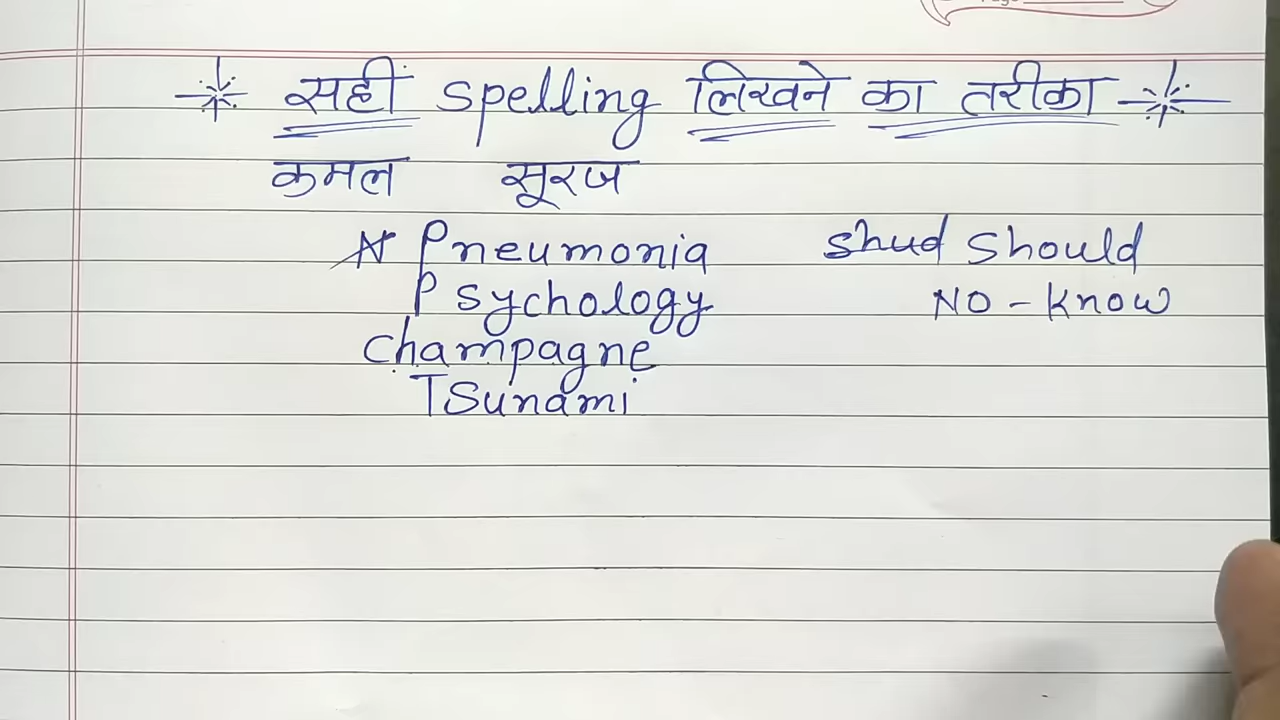 सही spelling लिखने का तरीका
कमल सूरज
N Pneumonia shud should
Psychology NO - know
Champagne
TSunami